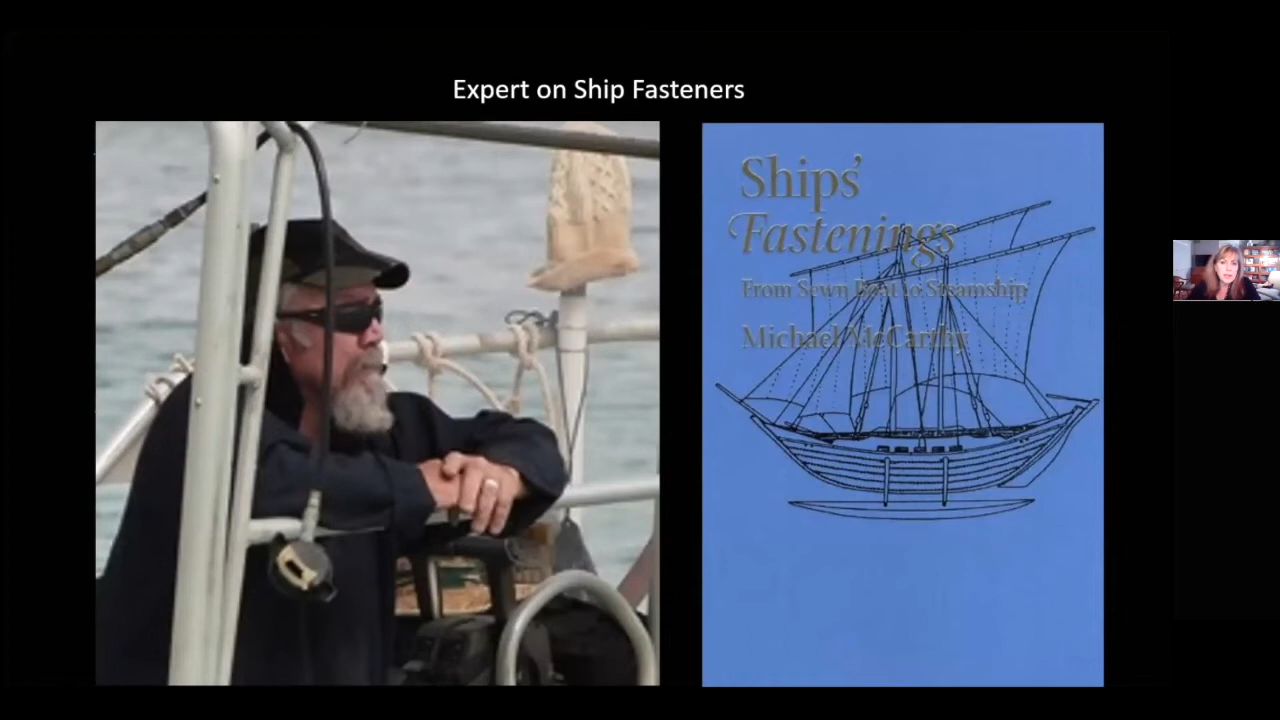 Expert on Ship Fasteners
Ships'
Fastenings
From Sewn Boat to Steamship
Michael McCarthy